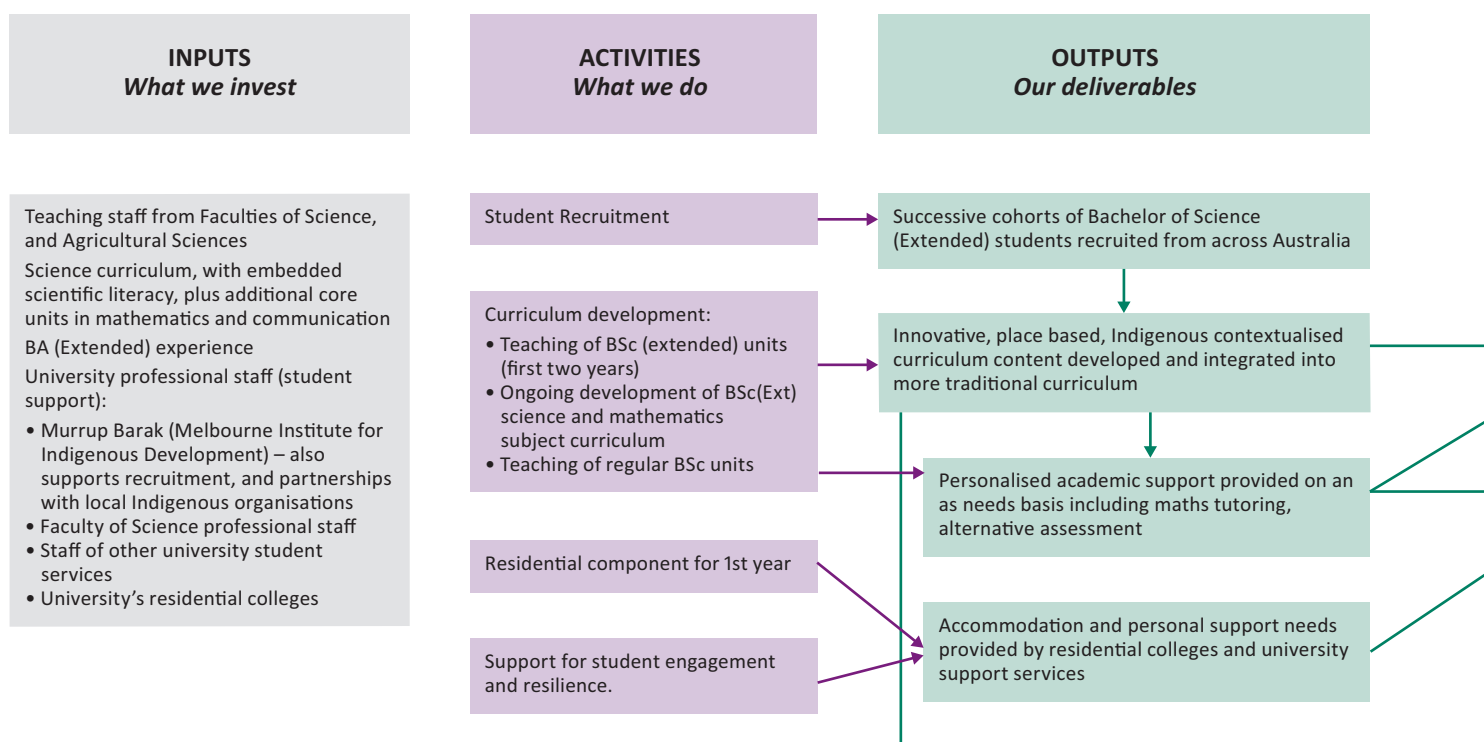 INPUTS
What we invest
ACTIVITIES
What we do
OUTPUTS
Our deliverables
Teaching staff from Faculties of Science,
and Agricultural Sciences
Science curriculum, with embedded
scientific literacy, plus additional core
units in mathematics and communication
BA (Extended) experience
University professional staff (student
support):
• Murrup Barak (Melbourne Institute for
Indigenous Development) – also
supports recruitment, and partnerships
with local Indigenous organisations
• Faculty of Science professional staff
• Staff of other university student
services
• University's residential colleges
Student Recruitment
Curriculum development:
• Teaching of BSc (extended) units
(first two years)
• Ongoing development of BSc(Ext)
science and mathematics
subject curriculum
• Teaching of regular BSc units
Residential component for 1st year
Support for student engagement
and resilience.
Successive cohorts of Bachelor of Science
(Extended) students recruited from across Australia
Innovative, place based, Indigenous contextualised
curriculum content developed and integrated into
more traditional curriculum
Personalised academic support provided on an
as needs basis including maths tutoring,
alternative assessment
Accommodation and personal support needs
provided by residential colleges and university
support services